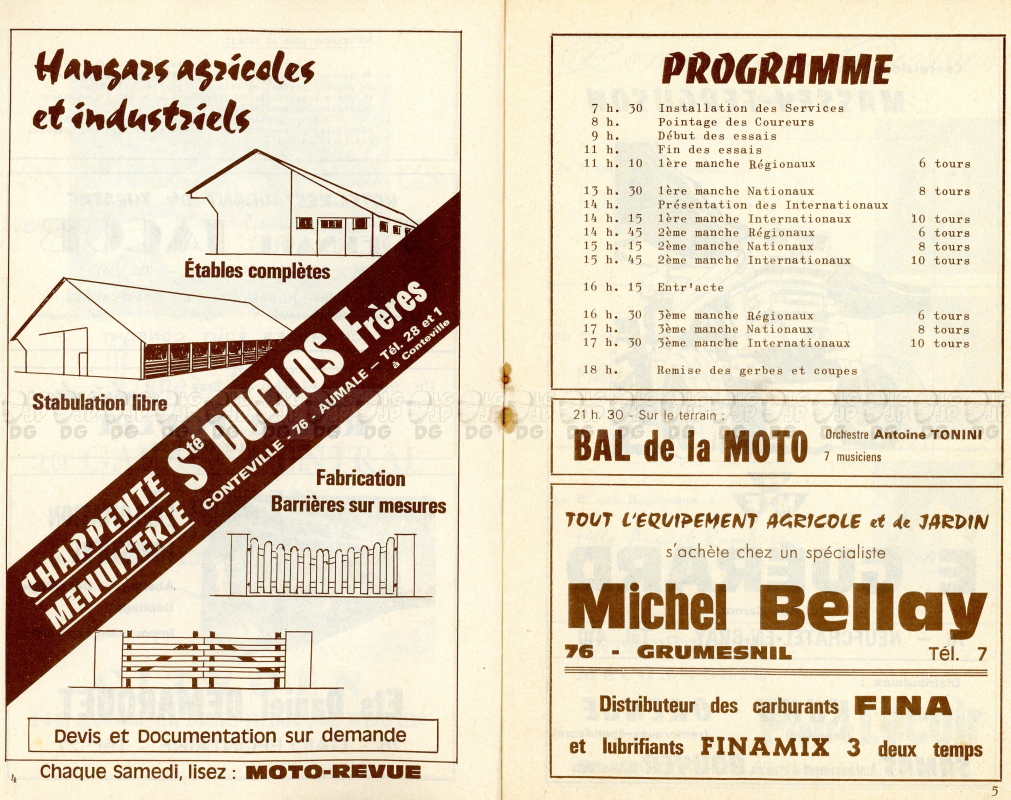 Hangars agricoles
et industriels
Étables complètes
Stabulation libre
CHARPENTE
MENUISERIE
Sté DUCLOS Frères
CONTEVILLE - 76 - AUMALE — Tél. 28 et 1
à Conteville
Fabrication
Barrières sur mesures
Devis et Documentation sur demande
Chaque Samedi, lisez : MOTO-REVUE
4
PROGRAMME
7 h. 30 Installation des Services
8 h. Pointage des Coureurs
9 h. Début des essais
11 h. Fin des essais
11 h. 10 1ère manche Régionaux 6 tours
13 h. 30 1ère manche Nationaux 8 tours
14 h. Présentation des Internationaux
14 h. 15 1ère manche Internationaux 10 tours
14 h. 45 2ème manche Régionaux 6 tours
15 h. 15 2ème manche Nationaux 8 tours
15 h. 45 2ème manche Internationaux 10 tours
16 h. 15 Entr'acte
16 h. 30 3ème manche Régionaux 6 tours
17 h. 3ème manche Nationaux 8 tours
17 h. 30 3ème manche Internationaux 10 tours
18 h. Remise des gerbes et coupes
21 h. 30 - Sur le terrain :
BAL de la MOTO Orchestre Antoine TONINI
7 musiciens
TOUT L'EQUIPEMENT AGRICOLE et de JARDIN
s'achète chez un spécialiste
Michel Bellay
76 - GRUMESNIL Tél. 7
Distributeur des carburants FINA
et lubrifiants FINAMIX 3 deux temps
5